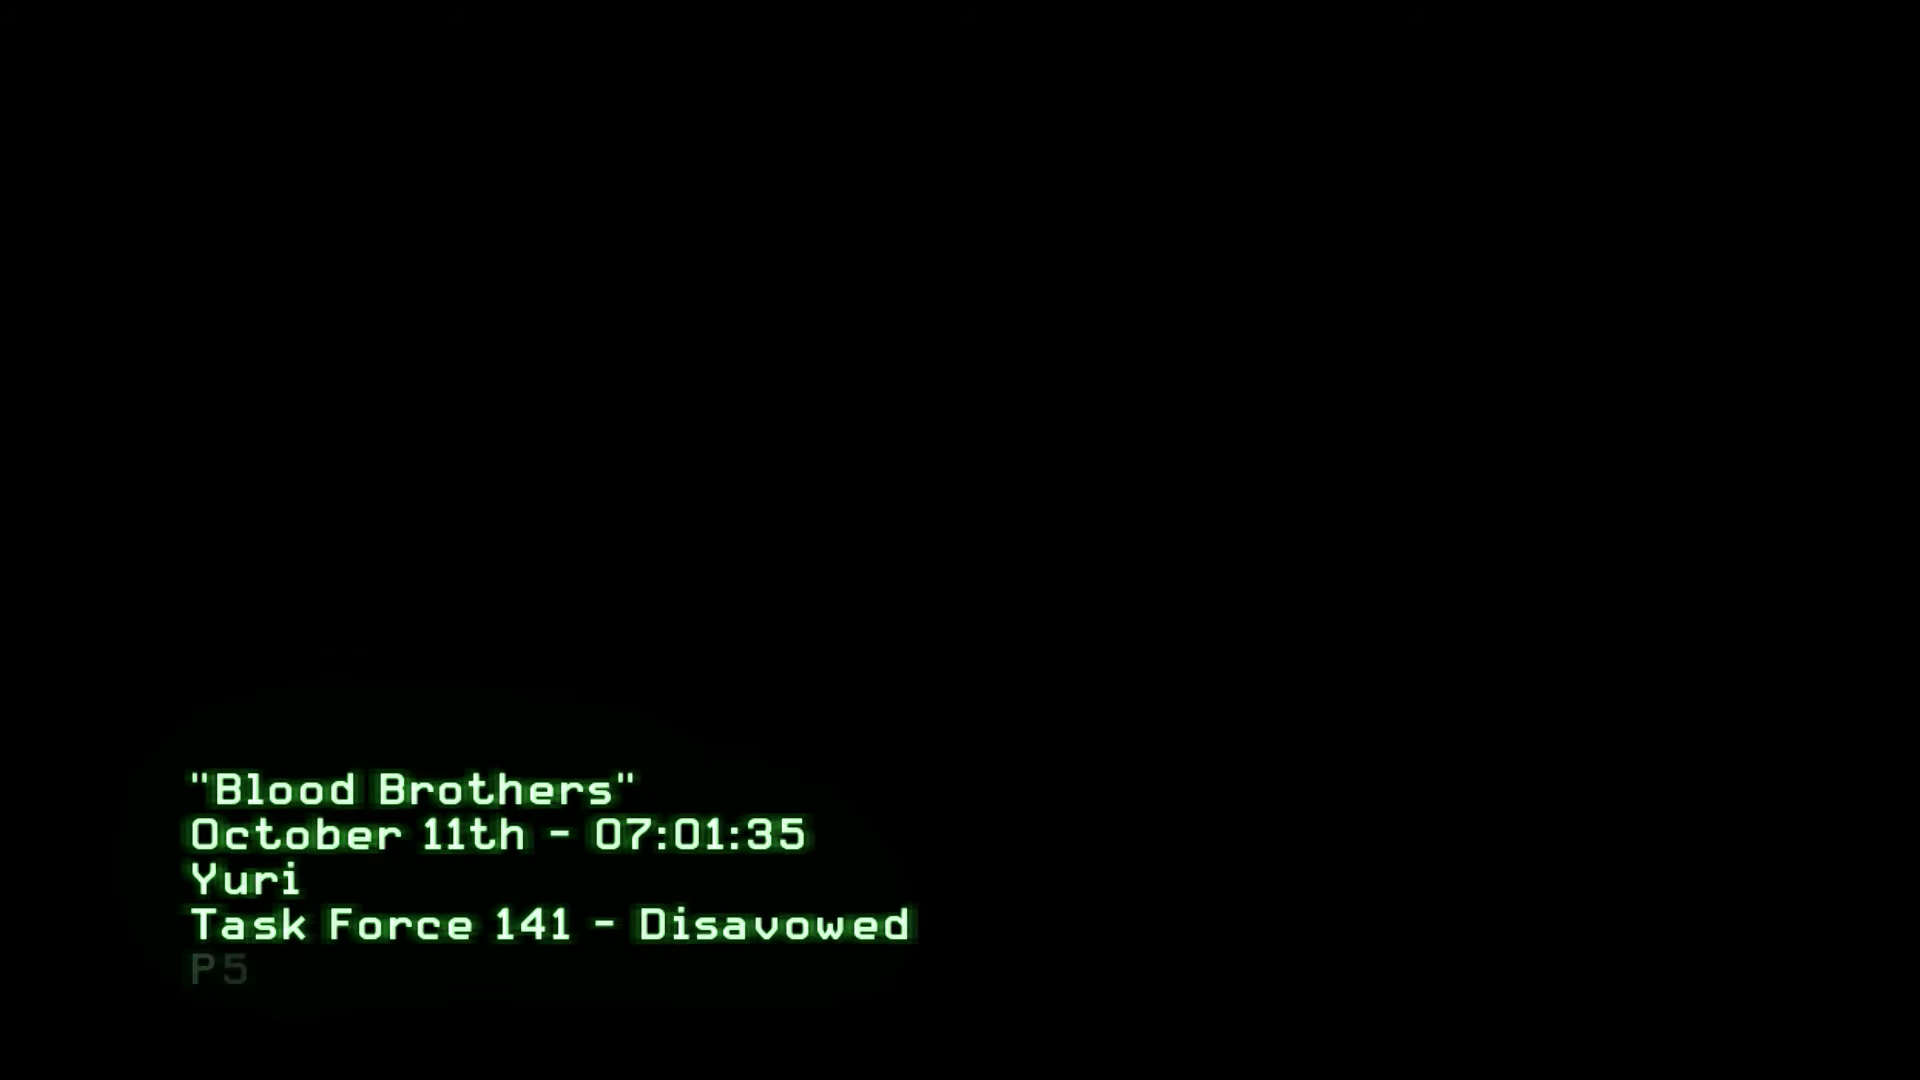 "Blood Brothers"
October 11th - 07:01:35
Yuri
Task Force 141 - Disavowed
P5